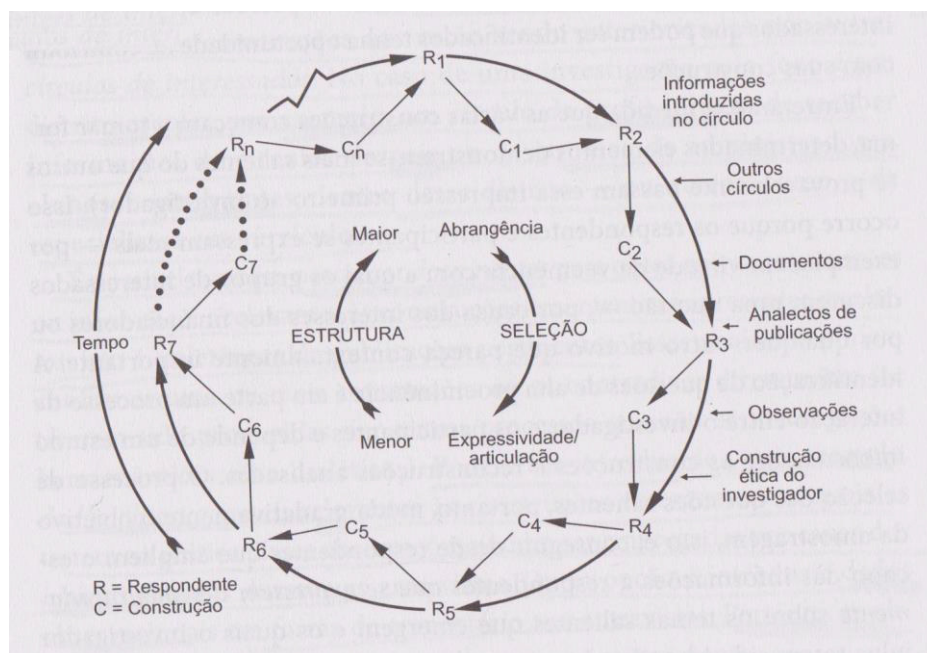 R1
Informações
introduzidas
no círculo
Rn
Cn
C1
R2
Outros
círculos
Maior
Abrangência
C2
C7
Documentos
Analectos de
publicações
Tempo
R7
ESTRUTURA
SELEÇÃO
R3
C3
Observações
C6
Menor
Expressividade/
articulação
Construção
ética do
investigador
C5
C4
R4
R6
R = Respondente
C = Construção
R5